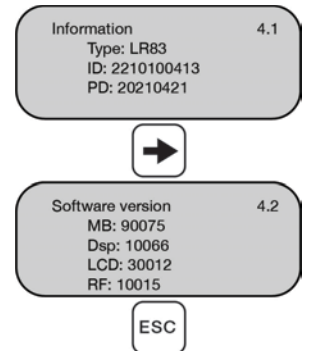 Information 4.1
Type: LR83
ID: 2210100413
PD: 20210421
Software version 4.2
MB: 90075
Dsp: 10066
LCD: 30012
RF: 10015
ESC